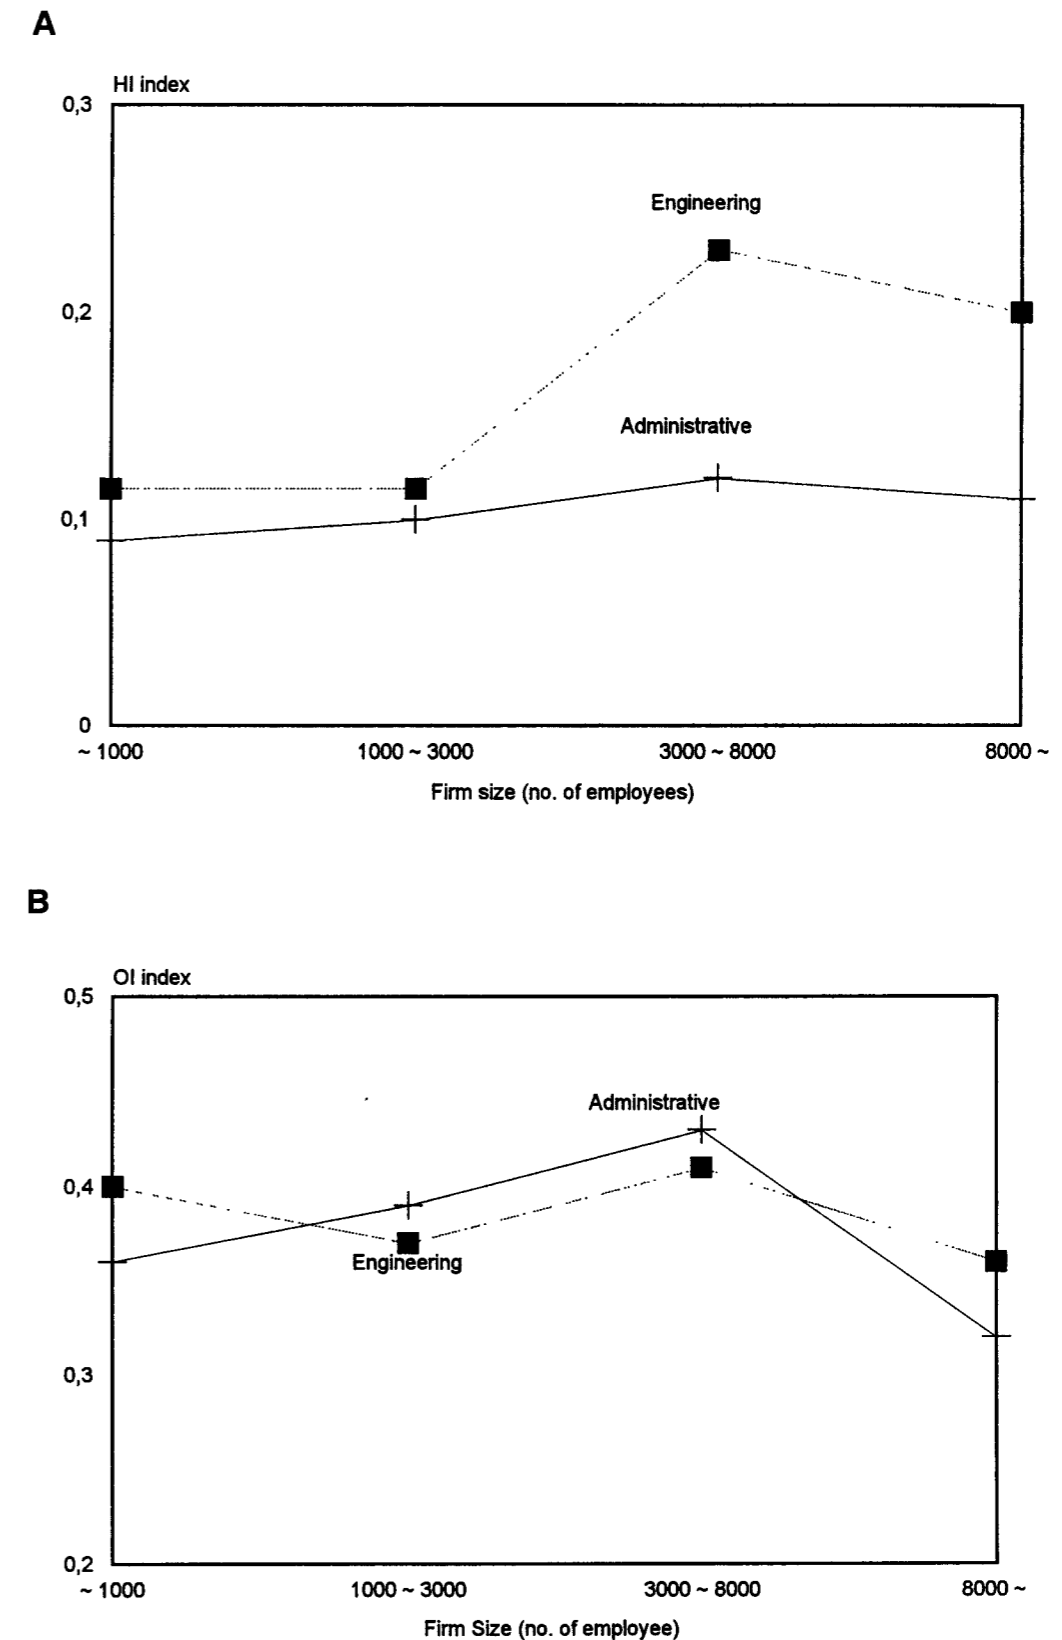 A
HI index
0,3
Engineering
0,2
Administrative
0,1
0
~ 1000 1000 ~ 3000 3000 ~ 8000 8000 ~
Firm size (no. of employees)
B
OI index
0,5
Administrative
0,4
Engineering
0,3
0,2
~ 1000 1000 ~ 3000 3000 ~ 8000 8000 ~
Firm Size (no. of employee)